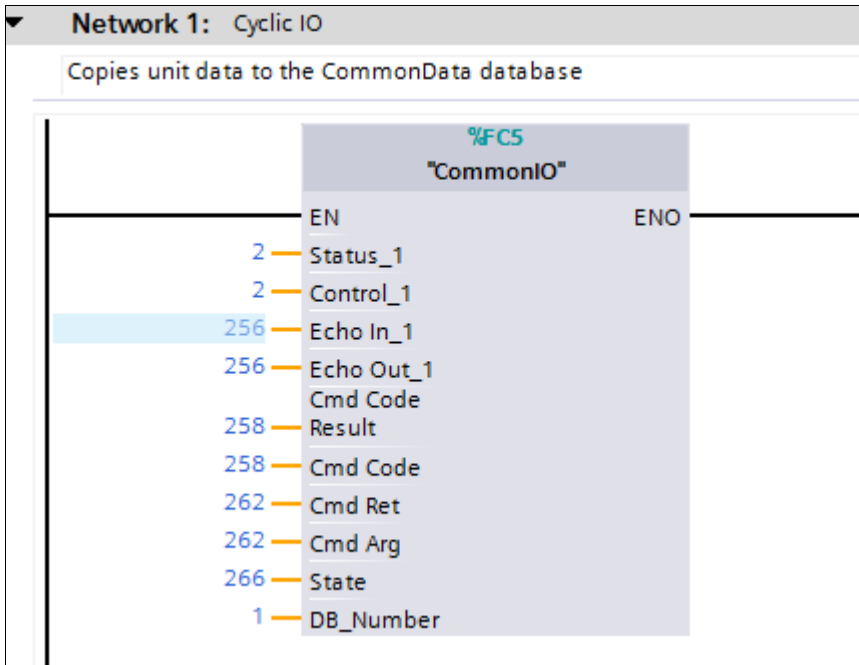 Network 1: Cyclic IO
Copies unit data to the CommonData database
%FC5
"CommonIO"
EN ENO
2 Status_1
2 Control_1
256 Echo In_1
256 Echo Out_1
Cmd Code
258 Result
258 Cmd Code
262 Cmd Ret
262 Cmd Arg
266 State
1 DB_Number